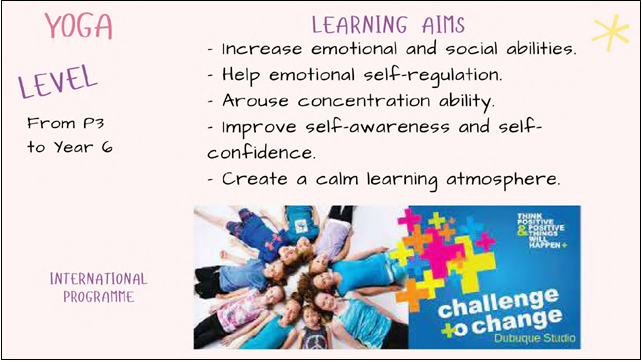 YOGA
LEVEL
From P3
to Year 6
INTERNATIONAL
PROGRAMME
LEARNING AIMS
- Increase emotional and social abilities.
- Help emotional self-regulation.
- Arouse concentration ability.
- Improve self-awareness and self-
confidence.
- Create a calm learning atmosphere.
THINK
POSITIVE
& POSITIVE
THINGS
WILL
HAPPEN+
challenge
to change
Dubuque Studio